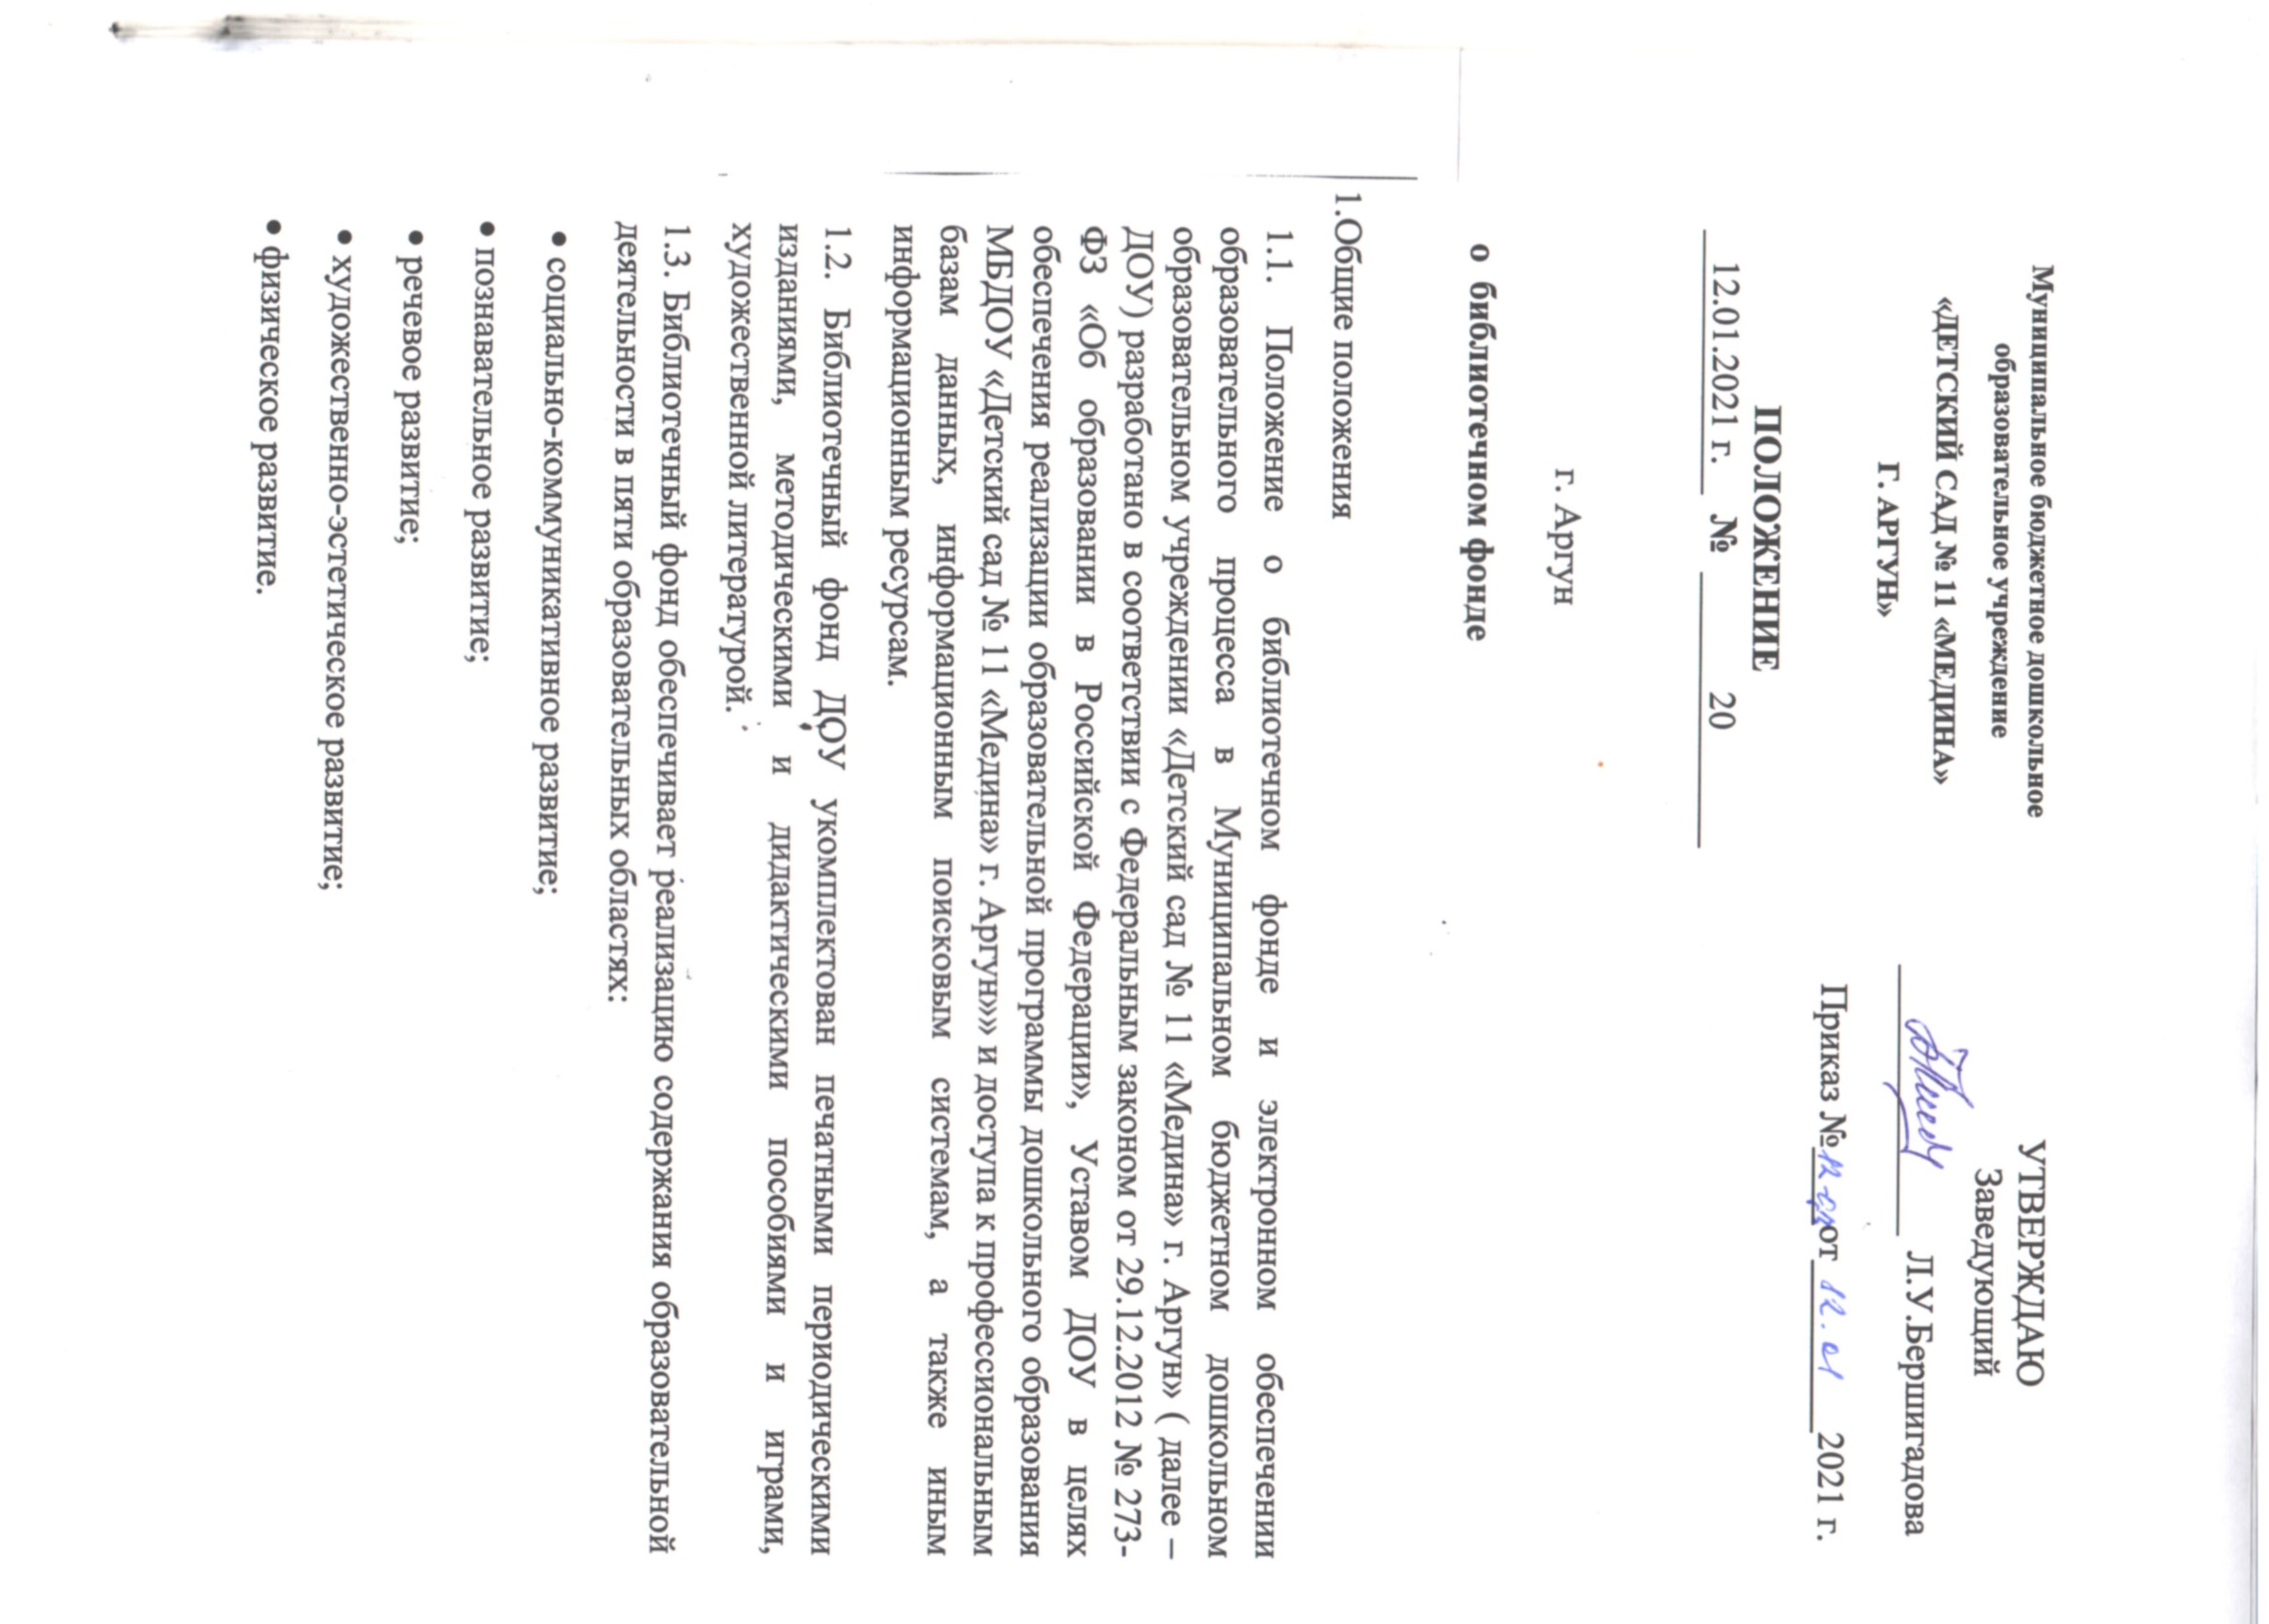 Муниципальное бюджетное дошкольное
образовательное учреждение
«ДЕТСКИЙ САД № 11 «МЕДИНА»
Г. АРГУН»
ПОЛОЖЕНИЕ
12.01.2021 г. № 20
г. Аргун
о библиотечном фонде
УТВЕРЖДАЮ
Заведующий
Л.У.Бершигадова
Приказ № 12 от 12.01 2021 г.
1.Общие положения
1.1. Положение о библиотечном фонде и электронном обеспечении
образовательного процесса в Муниципальном бюджетном дошкольном
образовательном учреждении «Детский сад № 11 «Медина» г. Аргун» ( далее –
ДОУ) разработано в соответствии с Федеральным законом от 29.12.2012 № 273-
ФЗ «Об образовании в Российской Федерации», Уставом ДОУ в целях
обеспечения реализации образовательной программы дошкольного образования
МБДОУ «Детский сад № 11 «Медина» г. Аргун»» и доступа к профессиональным
базам данных, информационным поисковым системам, а также иным
информационным ресурсам.
1.2. Библиотечный фонд ДОУ укомплектован печатными периодическими
изданиями, методическими и дидактическими пособиями и играми,
художественной литературой.
1.3. Библиотечный фонд обеспечивает реализацию содержания образовательной
деятельности в пяти образовательных областях:
• социально-коммуникативное развитие;
• познавательное развитие;
• речевое развитие;
• художественно-эстетическое развитие;
• физическое развитие.